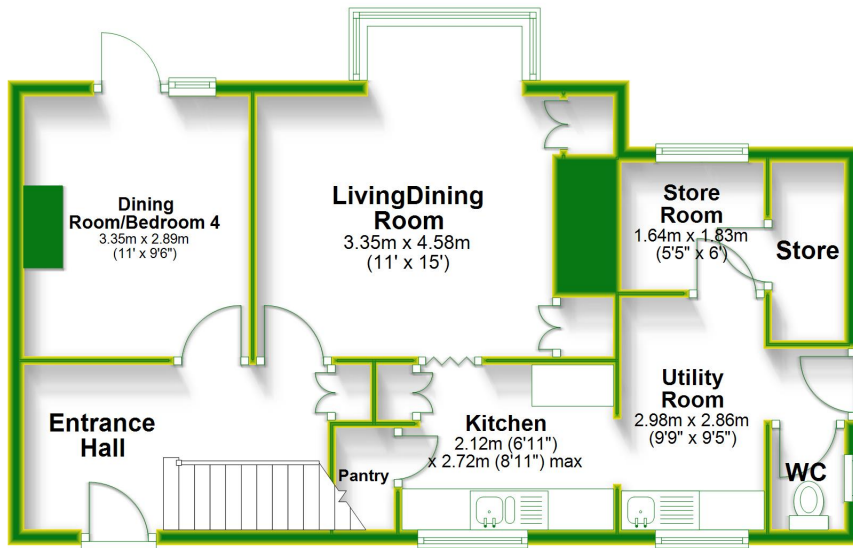 Dining
Room/Bedroom 4
3.35m x 2.89m
(11' x 9'6")
LivingDining
Room
3.35m x 4.58m
(11' x 15')
Store
Room
1.64m x 1.83m
(5'5" x 6')
Store
Entrance
Hall
Pantry
Kitchen
2.12m (6'11")
x 2.72m (8'11") max
Utility
Room
2.98m x 2.86m
(9'9" x 9'5")
WC